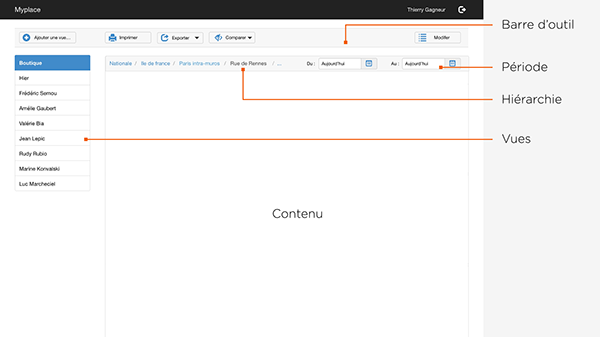 Myplace
Thierry Gagneur
Barre d'outil
Ajouter une vue...
Imprimer
Exporter
Comparer
Modifier
Boutique
Nationale / Ile de france / Paris intra-muros / Rue de Rennes / ...
Du : Aujourd'hui
Au : Aujourd'hui
Période
Hier
Hiérarchie
Frédéric Semou
Amélie Gaubert
Valérie Bia
Jean Lepic
Vues
Rudy Rubio
Marine Konvalski
Luc Marcheciel
Contenu